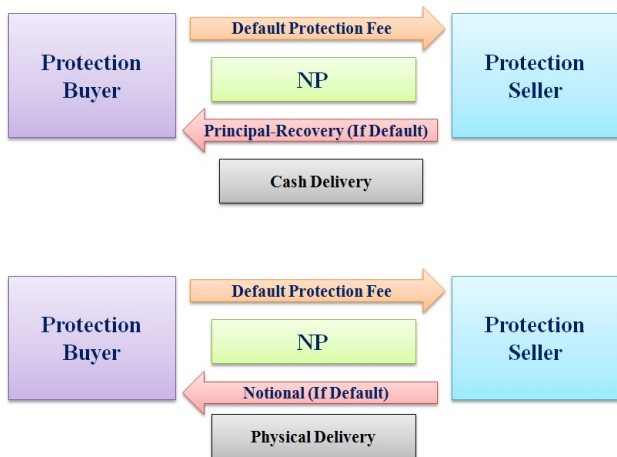 Protection
Buyer
Default Protection Fee
NP
Principal-Recovery (If Default)
Cash Delivery
Protection
Seller
Protection
Buyer
Default Protection Fee
NP
Notional (If Default)
Physical Delivery
Protection
Seller